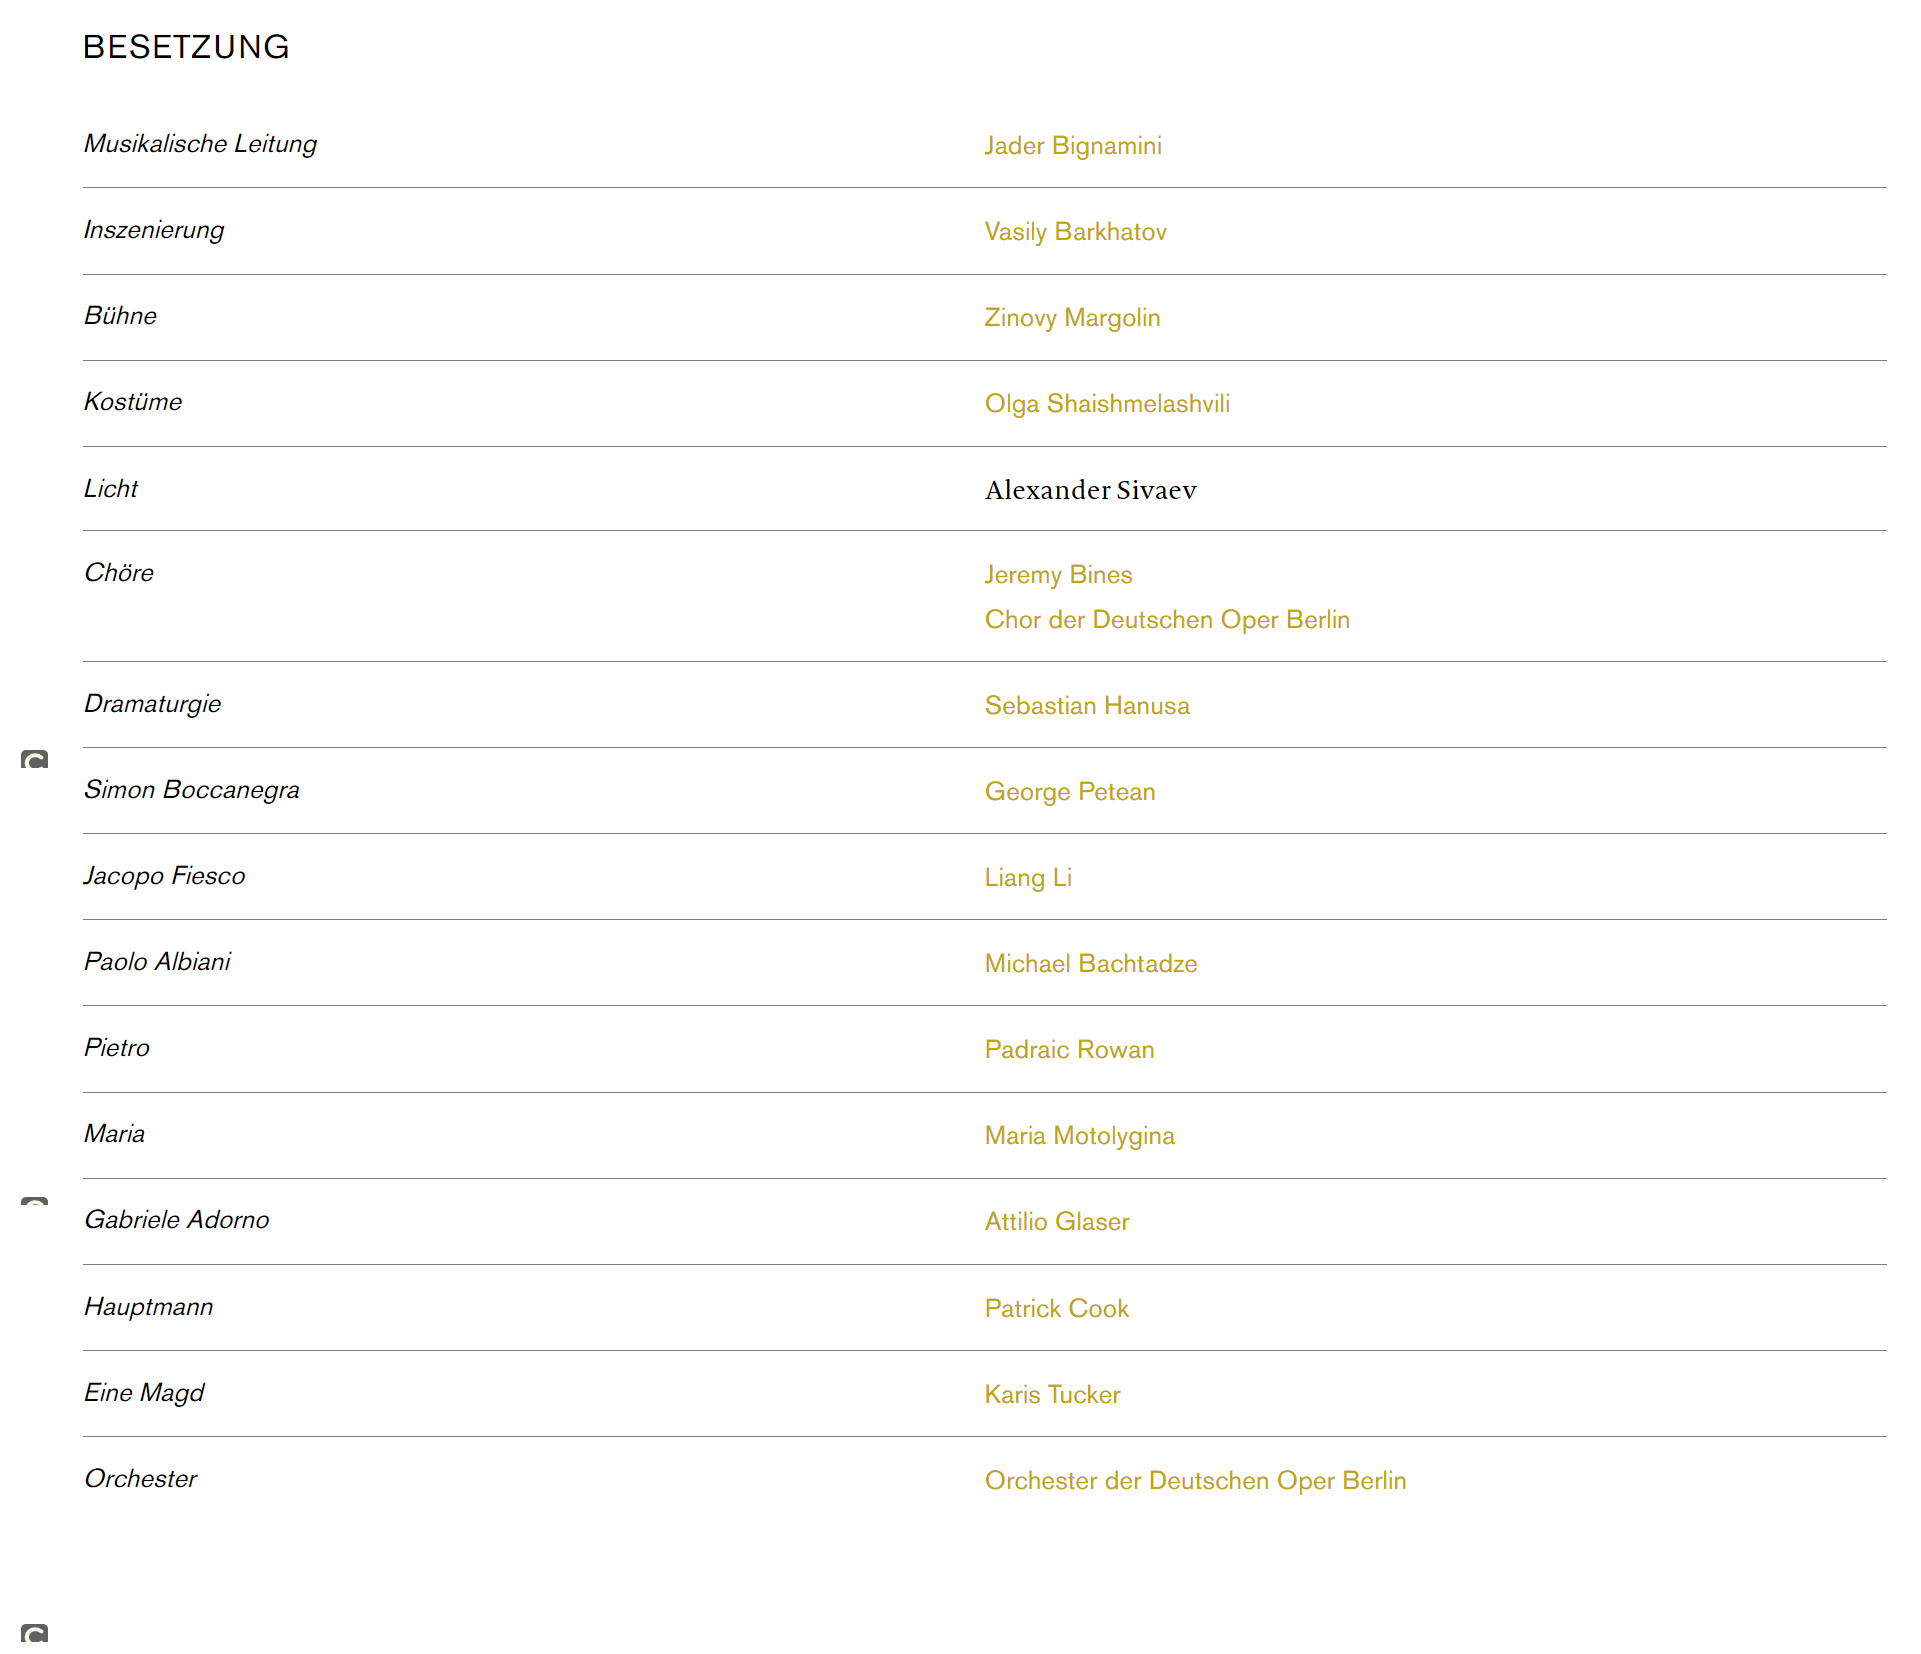 BESETZUNG
Musikalische Leitung Jader Bignamini
Inszenierung Vasily Barkhatov
Bühne Zinovy Margolin
Kostüme Olga Shaishmelashvili
Licht Alexander Sivaev
Chöre Jeremy Bines
Chor der Deutschen Oper Berlin
Dramaturgie Sebastian Hanusa
Simon Boccanegra George Petean
Jacopo Fiesco Liang Li
Paolo Albiani Michael Bachtadze
Pietro Padraic Rowan
Maria Maria Motolygina
Gabriele Adorno Attilio Glaser
Hauptmann Patrick Cook
Eine Magd Karis Tucker
Orchester Orchester der Deutschen Oper Berlin